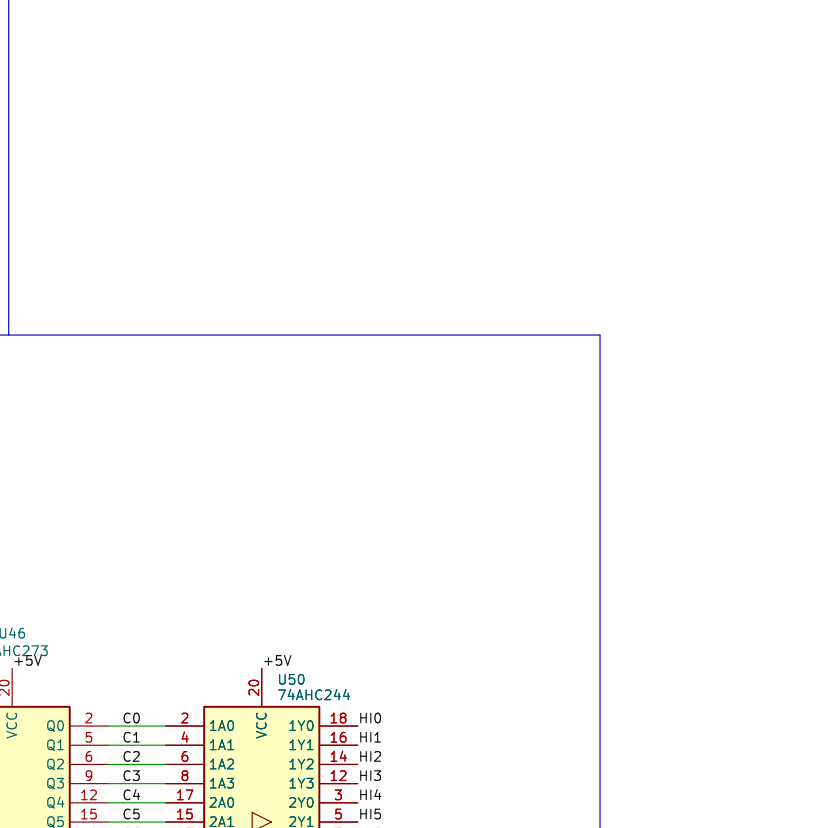 U46
AHC273
+5V
20
VCC
+5V
U50
74AHC244
20
VCC
Q0 2 C0 2 1A0 1Y0 18 HI0
Q1 5 C1 4 1A1 1Y1 16 HI1
Q2 6 C2 6 1A2 1Y2 14 HI2
Q3 9 C3 8 1A3 1Y3 12 HI3
Q4 12 C4 17 2A0 2Y0 3 HI4
Q5 15 C5 15 2A1 2Y1 5 HI5